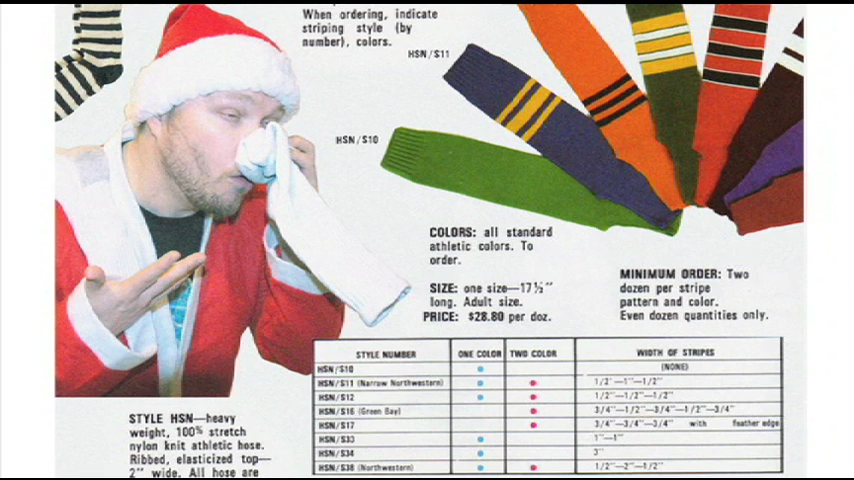 When ordering, indicate
striping style (by
number), colors.
HSN/S11
HSN/S10
COLORS: all standard
athletic colors. To
order.
SIZE: one size—17½"
long. Adult size.
PRICE: $28.80 per doz.
MINIMUM ORDER: Two
dozen per stripe
pattern and color.
Even dozen quantities only.
STYLE NUMBER ONE COLOR TWO COLOR WIDTH OF STRIPES
HSN/S10 (NONE)
HSN/S11 (Narrow Northwestern) 1/2"—1"—1/2"
HSN/S12 1/2"—1/2"—1/2"
HSN/S16 (Green Bay) 3/4"—1/2"—3/4"—1/2"—3/4"
HSN/S17 3/4"—3/4"—3/4" with feather edge
HSN/S33 1"—1"
HSN/S34 3"
HSN/S38 (Northwestern) 1/2"—2"—1/2"
STYLE HSN—heavy
weight, 100% stretch
nylon knit athletic hose.
Ribbed, elasticized top—
2" wide. All hose are